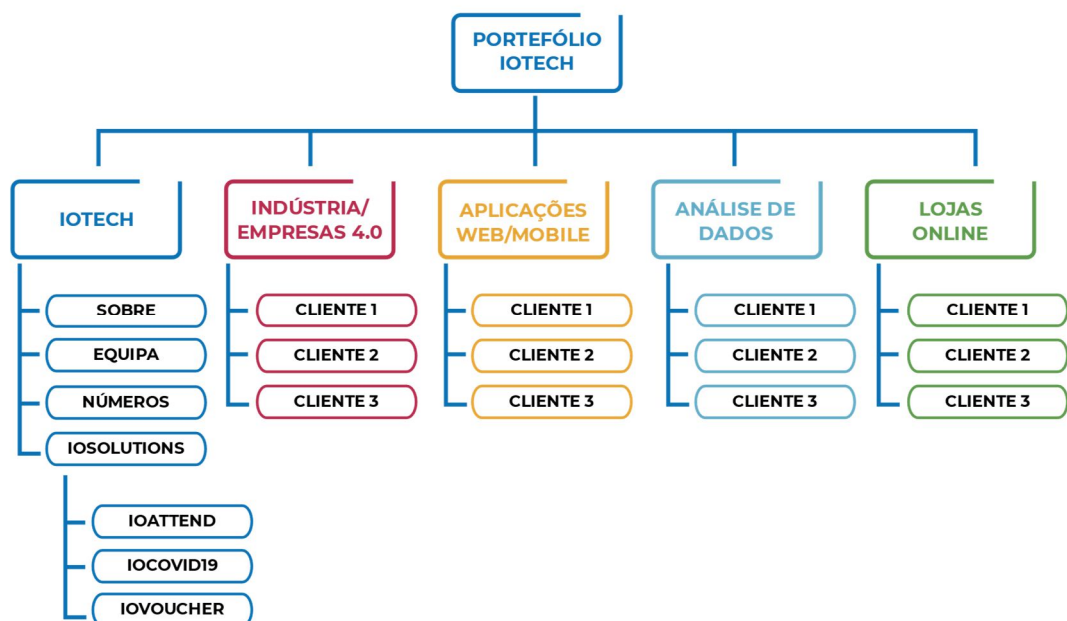 PORTEFÓLIO
IOTECH
IOTECH
INDÚSTRIA/
EMPRESAS 4.0
APLICAÇÕES
WEB/MOBILE
ANÁLISE DE
DADOS
LOJAS
ONLINE
SOBRE
EQUIPA
NÚMEROS
IOSOLUTIONS
IOATTEND
IOCOVID19
IOVOUCHER
CLIENTE 1
CLIENTE 2
CLIENTE 3
CLIENTE 1
CLIENTE 2
CLIENTE 3
CLIENTE 1
CLIENTE 2
CLIENTE 3
CLIENTE 1
CLIENTE 2
CLIENTE 3